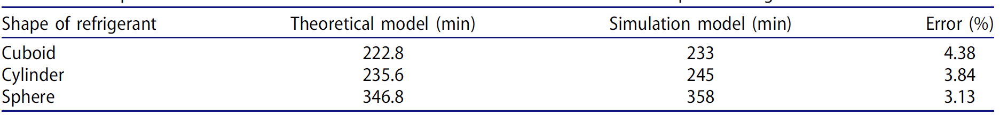 Shape of refrigerant Theoretical model (min) Simulation model (min) Error (%)
Cuboid 222.8 233 4.38
Cylinder 235.6 245 3.84
Sphere 346.8 358 3.13